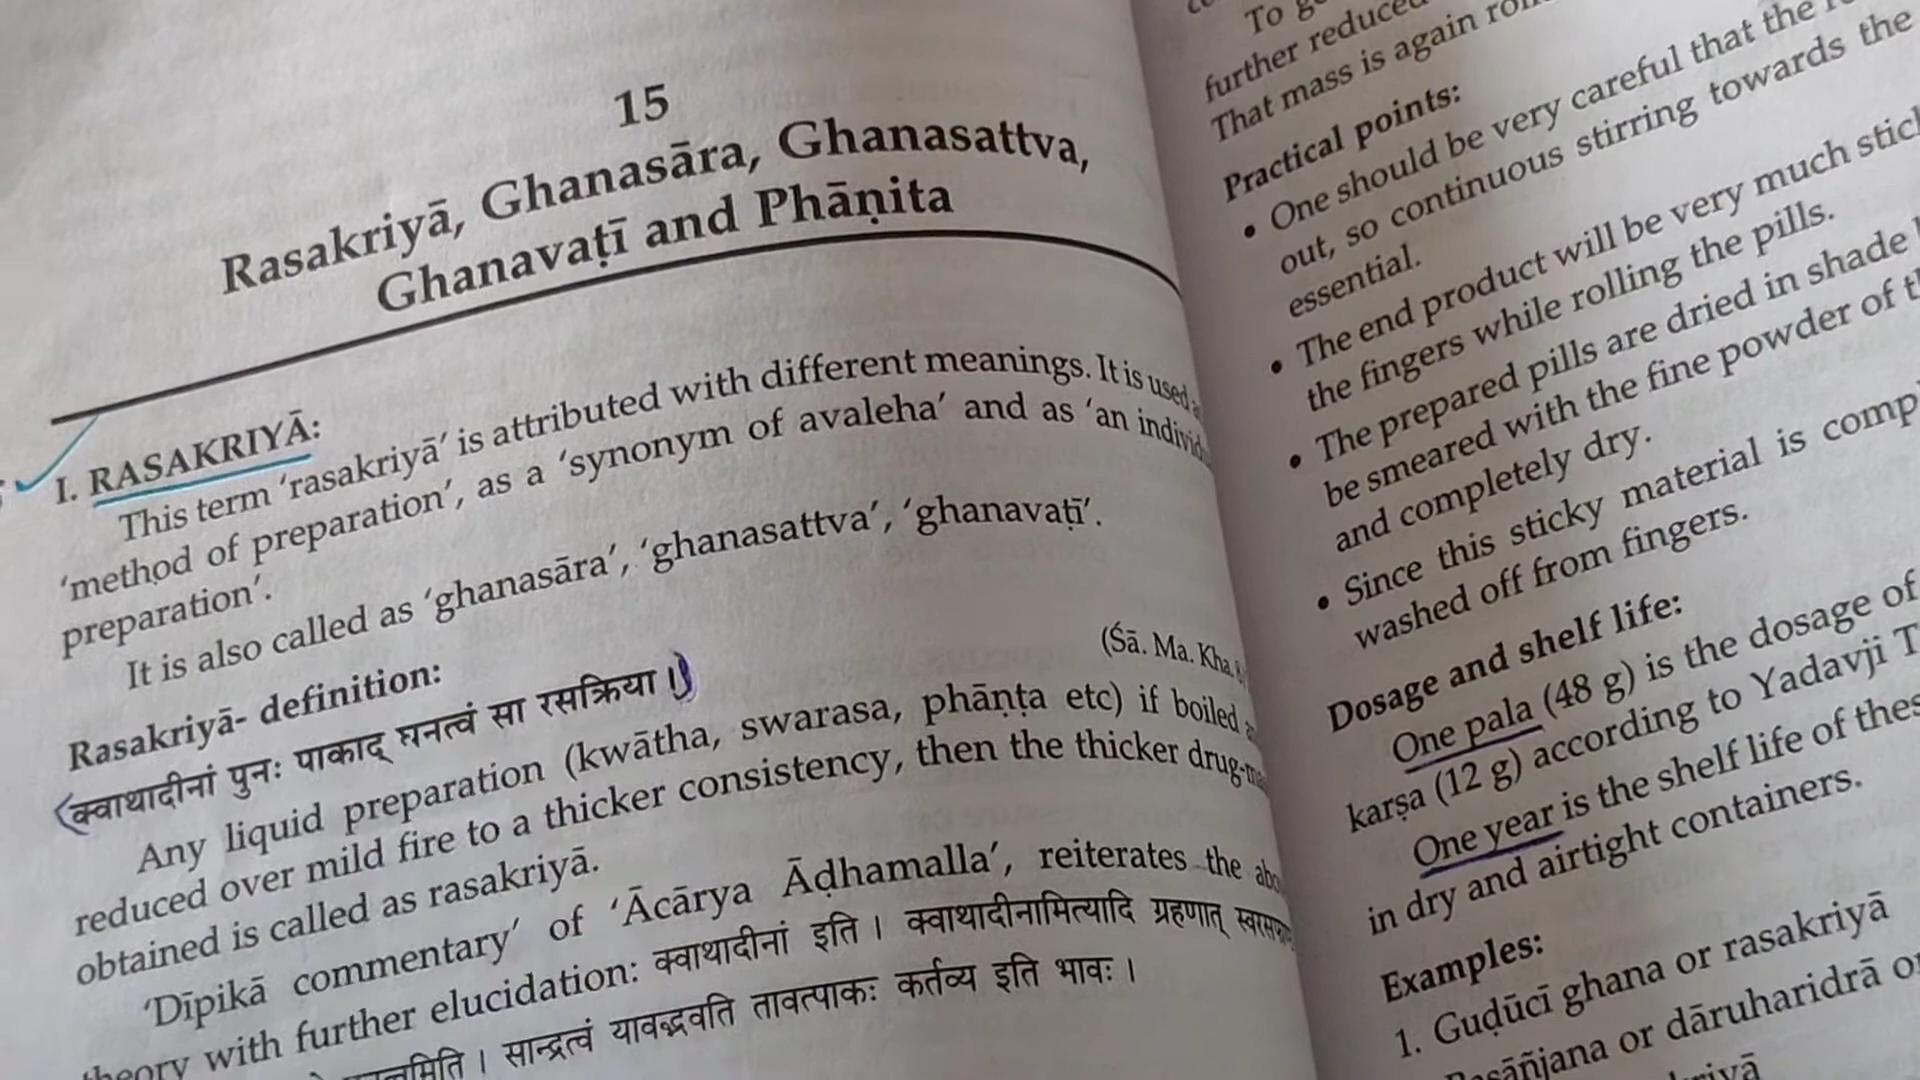 15
Rasakriyā, Ghanasāra, Ghanasattva,
Ghanavaṭī and Phāṇita
I. RASAKRIYĀ:
This term 'rasakriyā' is attributed with different meanings. It is used
'method of preparation', as a 'synonym of avaleha' and as 'an
preparation'.
It is also called as 'ghanasāra', 'ghanasattva', 'ghanavaṭī'.
Rasakriyā- definition:
(Śā. Ma. Kha.
क्वाथादीनां पुनः पाकाद् घनत्वं सा रसक्रिया ।
Any liquid preparation (kwātha, swarasa, phāṇṭa etc) if boiled
reduced over mild fire to a thicker consistency, then the thicker
obtained is called as rasakriyā.
'Dīpikā commentary' of 'Ācārya Āḍhamalla', reiterates the
theory with further elucidation: क्वाथादीनां इति । क्वाथादीनामित्यादि ग्रहणात्
। सान्द्रत्वं यावद्भवति तावत्पाकः कर्तव्य इति भावः ।
To
further reduced
That mass is again
Practical points:
• One should be very careful that the
out, so continuous stirring towards the
essential.
• The end product will be very much
the fingers while rolling the pills.
• The prepared pills are dried in shade
be smeared with the fine powder of
and completely dry.
• Since this sticky material is
washed off from fingers.
Dosage and shelf life:
One pala (48 g) is the dosage of
karṣa (12 g) according to Yadavji
One year is the shelf life of
in dry and airtight containers.
Examples:
1. Guḍūcī ghana or rasakriyā
or dāruharidrā